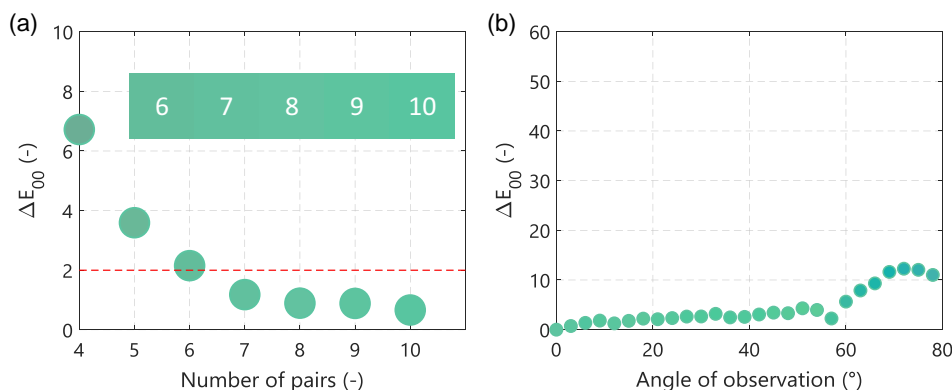 (a)
10
8
6
4
2
0
ΔE00 (-)
6 7 8 9 10
4 5 6 7 8 9 10
Number of pairs (-)
(b)
60
50
40
30
20
10
0
ΔE00 (-)
0 20 40 60 80
Angle of observation (°)